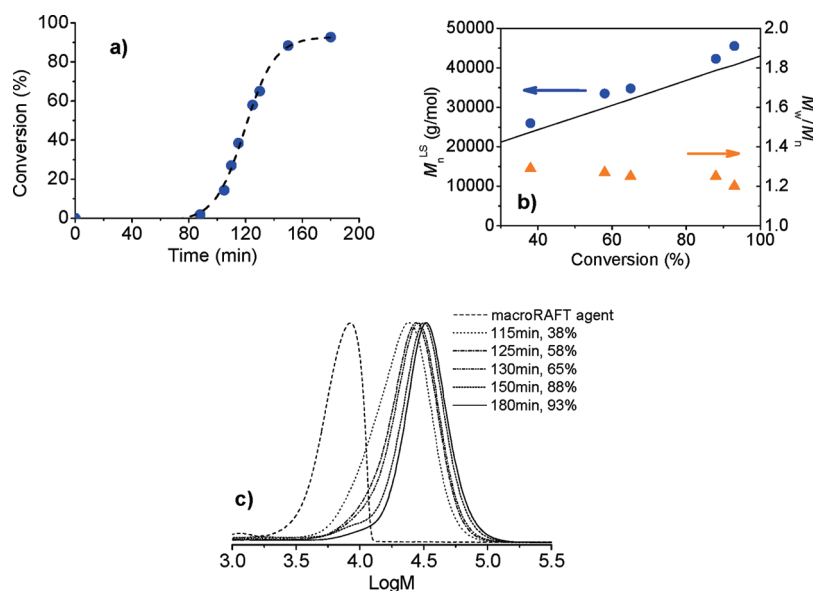 a)
Conversion (%)
100
80
60
40
20
0
0 40 80 120 160 200
Time (min)
b)
Mn^LS (g/mol)
50000
40000
30000
20000
10000
0
2.0
1.8
1.6
1.4
1.2
1.0
Mw/Mn
40 60 80 100
Conversion (%)
c)
macroRAFT agent
115min, 38%
125min, 58%
130min, 65%
150min, 88%
180min, 93%
3.0 3.5 4.0 4.5 5.0 5.5
LogM